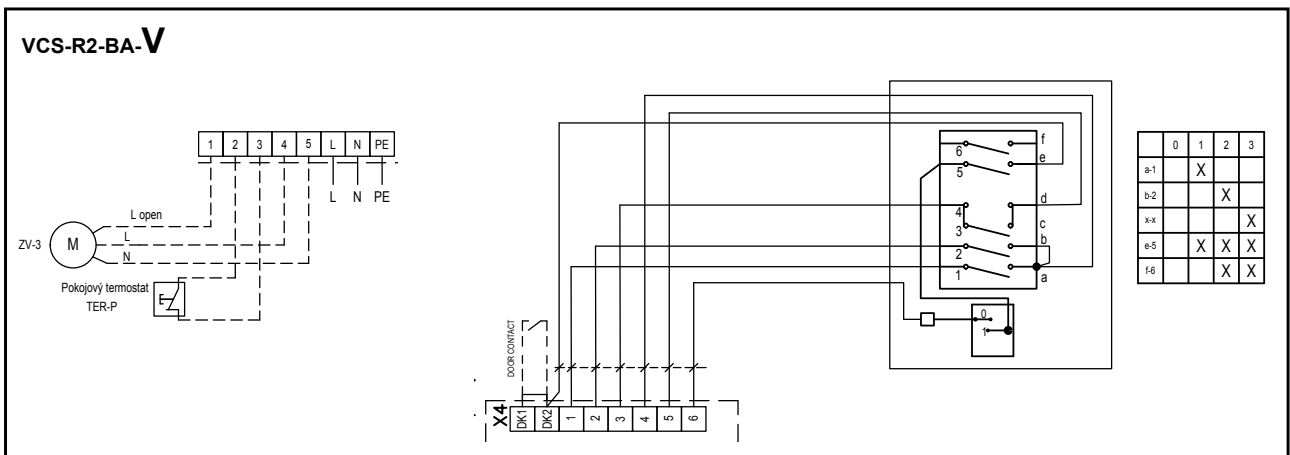 VCS-R2-BA-V
1 2 3 4 5 L N PE
L N PE
L open
L
N
ZV-3
M
Pokojový termostat
TER-P
DOOR CONTACT
X4
DK1 DK2 1 2 3 4 5 6
6
5
4
3
2
1
f
e
d
c
b
a
0
1
0 1 2 3
a-1 X
b-2 X
x-x X
e-5 X X X
f-6 X X